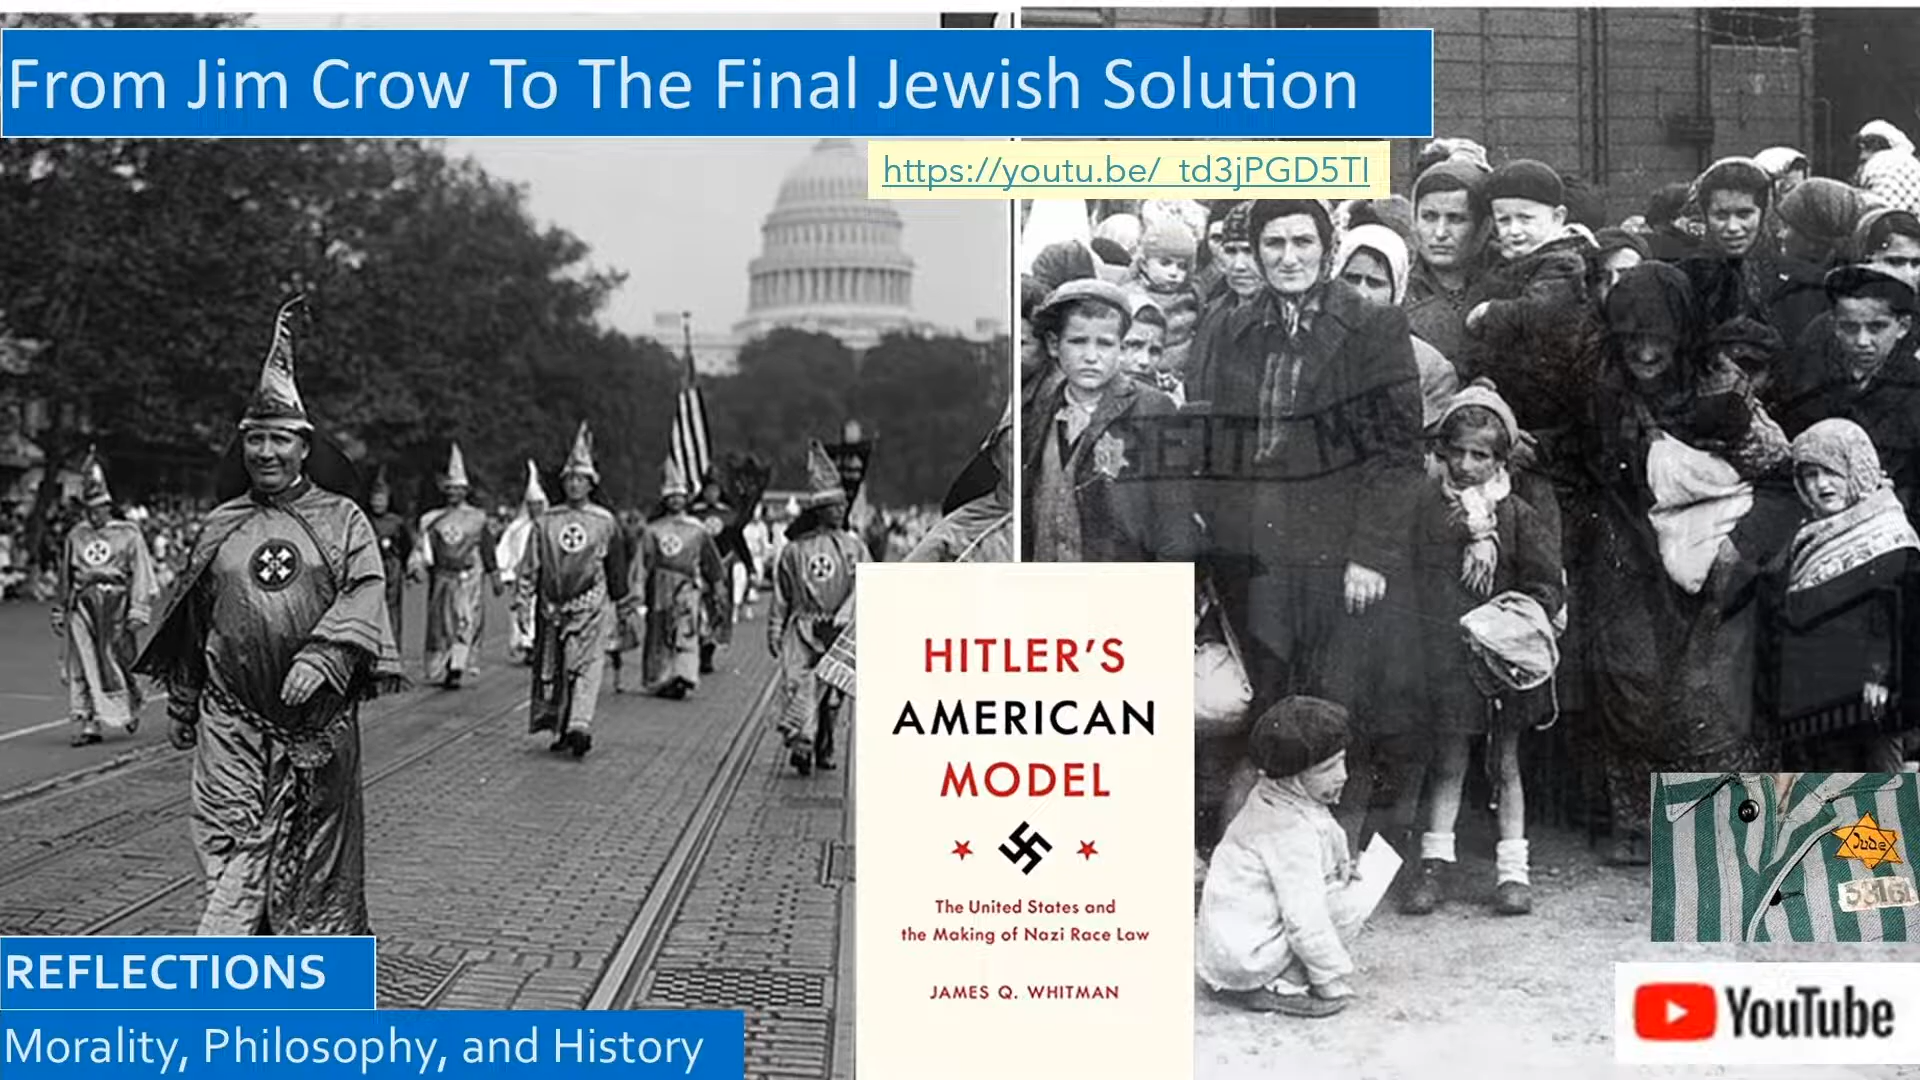 From Jim Crow To The Final Jewish Solution
https://youtu.be/_td3jPGD5TI
HITLER'S
AMERICAN
MODEL
The United States and
the Making of Nazi Race Law
JAMES Q. WHITMAN
Jude
REFLECTIONS
Morality, Philosophy, and History
YouTube